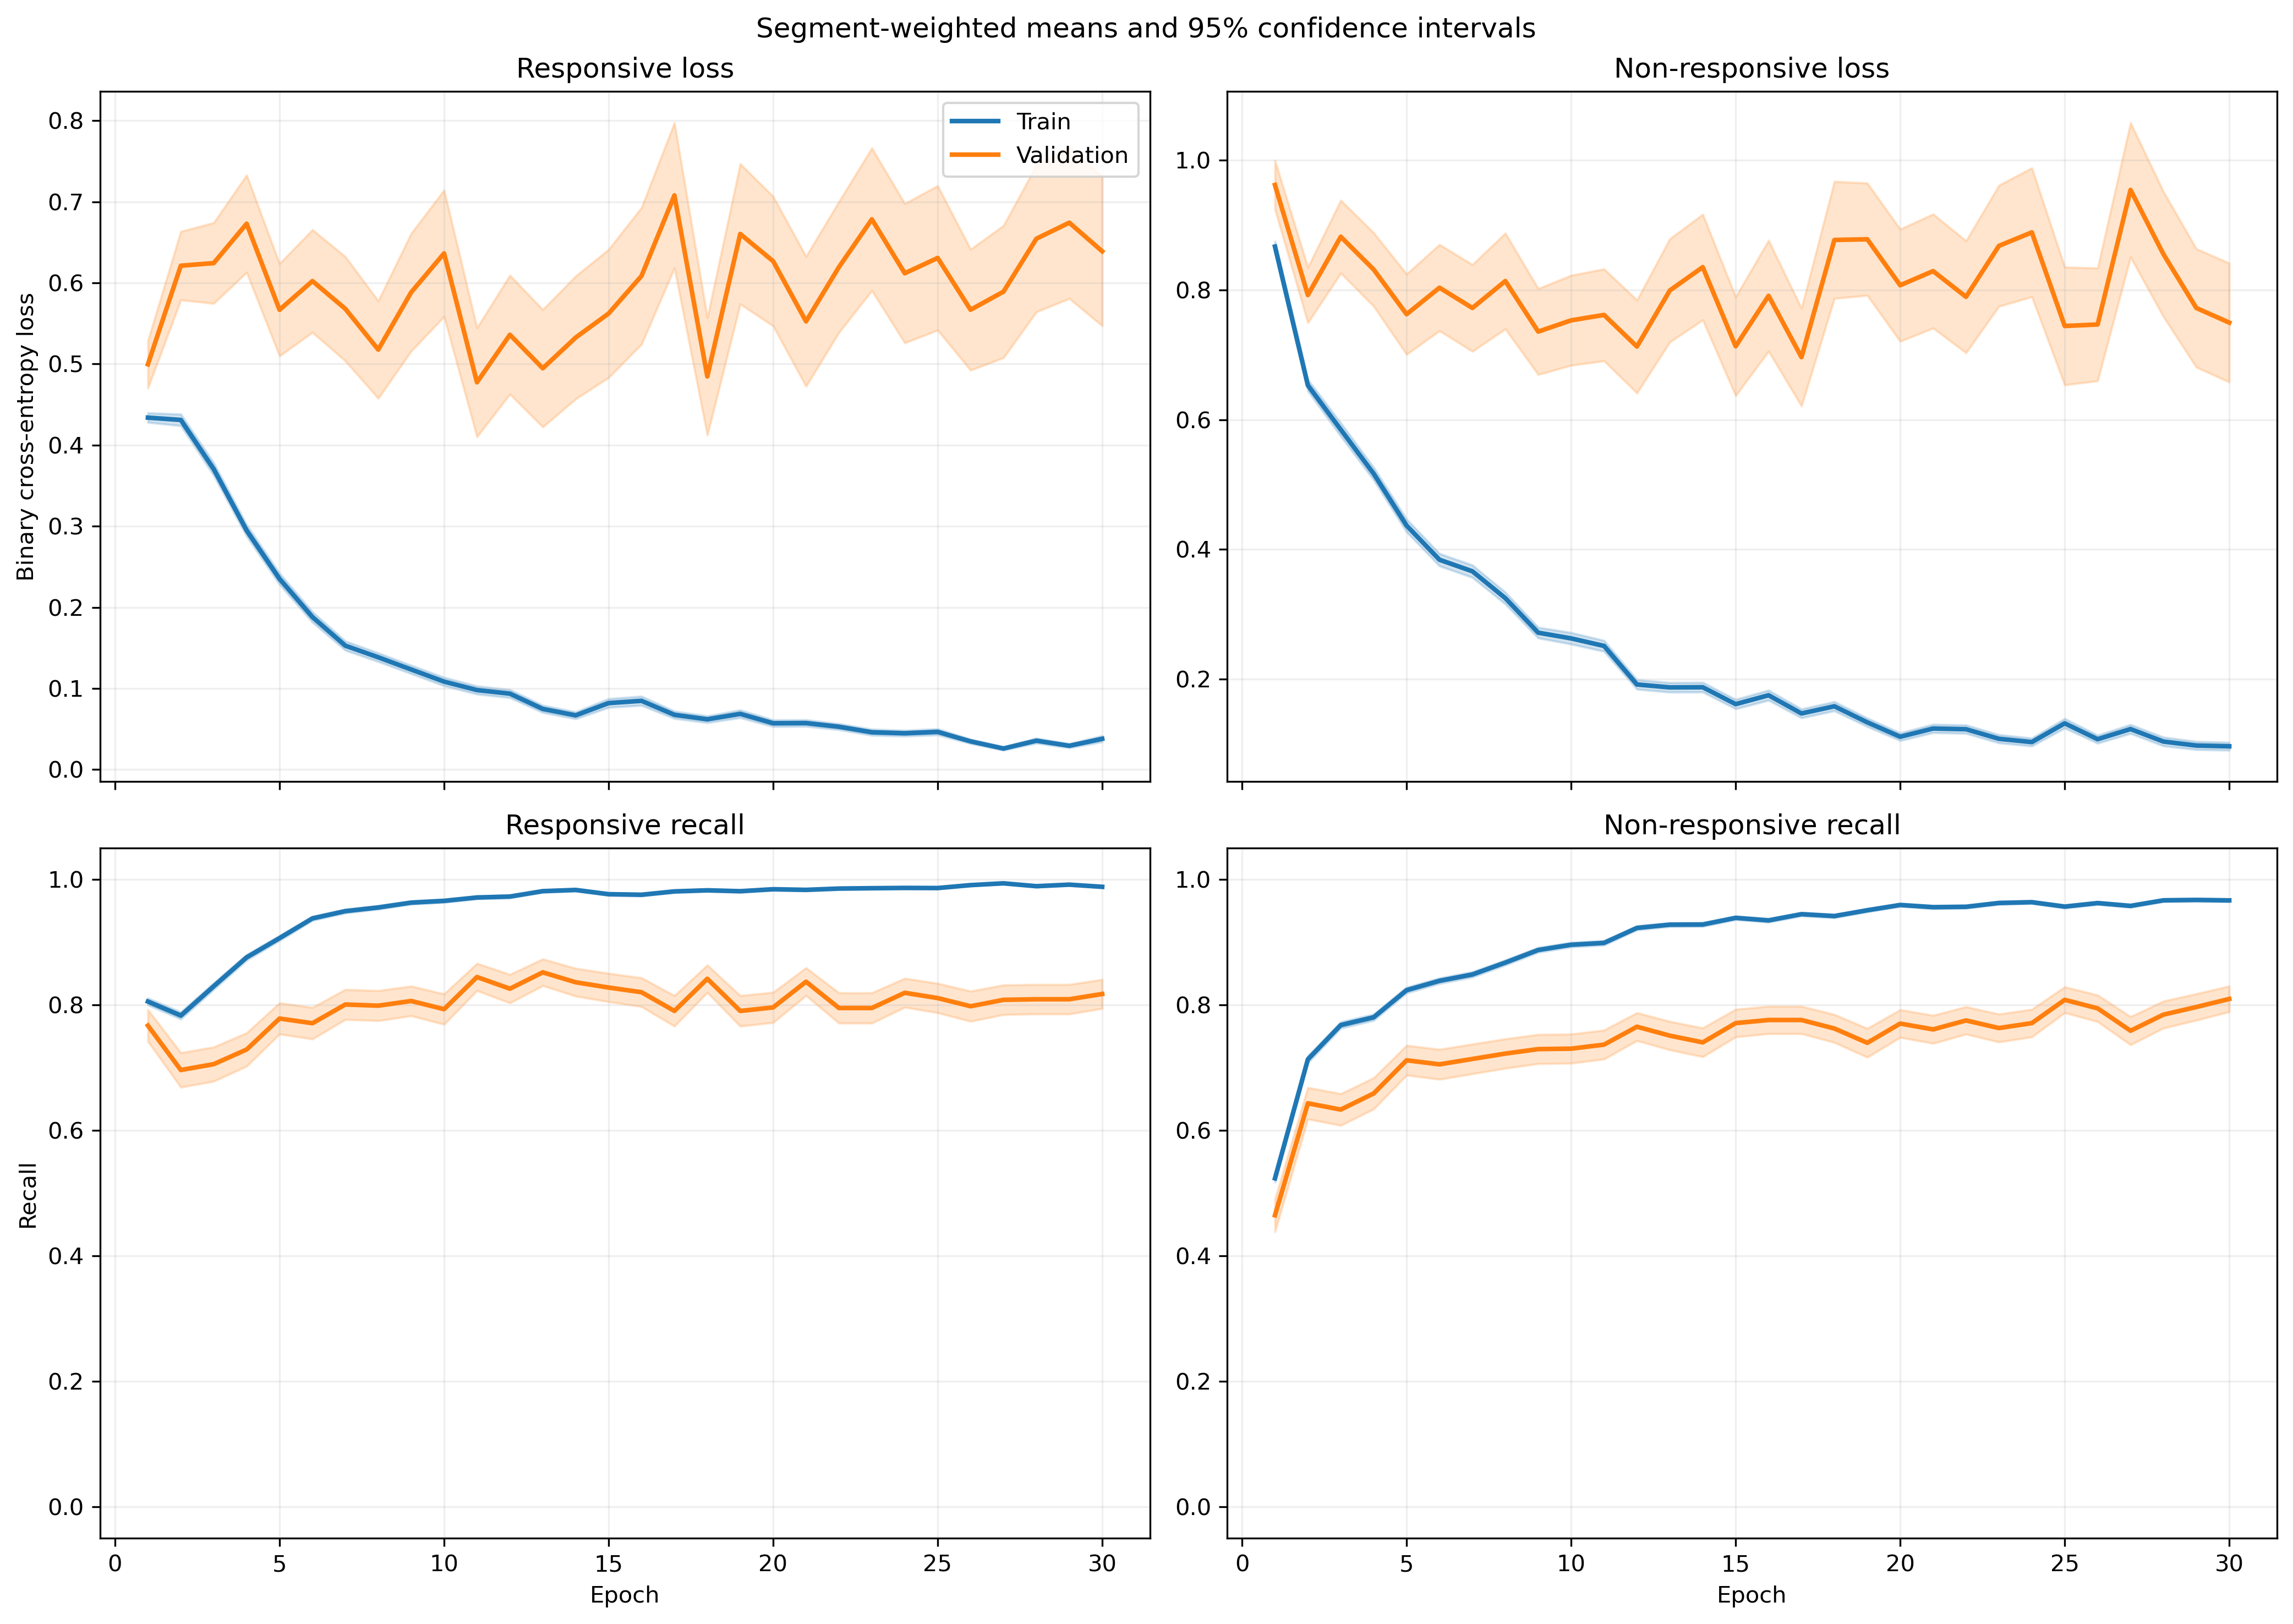 Segment-weighted means and 95% confidence intervals
Responsive loss
Non-responsive loss
Binary cross-entropy loss
0.8
0.7
0.6
0.5
0.4
0.3
0.2
0.1
0.0
Train
Validation
1.0
0.8
0.6
0.4
0.2
Responsive recall
Non-responsive recall
Recall
1.0
0.8
0.6
0.4
0.2
0.0
0 5 10 15 20 25 30
Epoch
1.0
0.8
0.6
0.4
0.2
0.0
0 5 10 15 20 25 30
Epoch